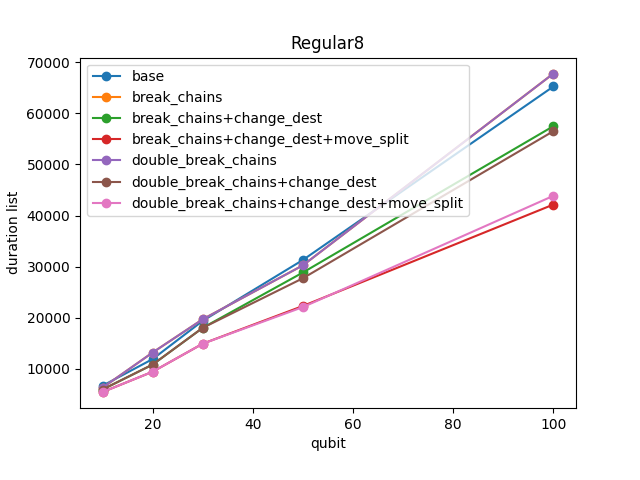 Regular8
70000
60000
50000
40000
30000
20000
10000
duration list
base
break_chains
break_chains+change_dest
break_chains+change_dest+move_split
double_break_chains
double_break_chains+change_dest
double_break_chains+change_dest+move_split
20
40
60
80
100
qubit